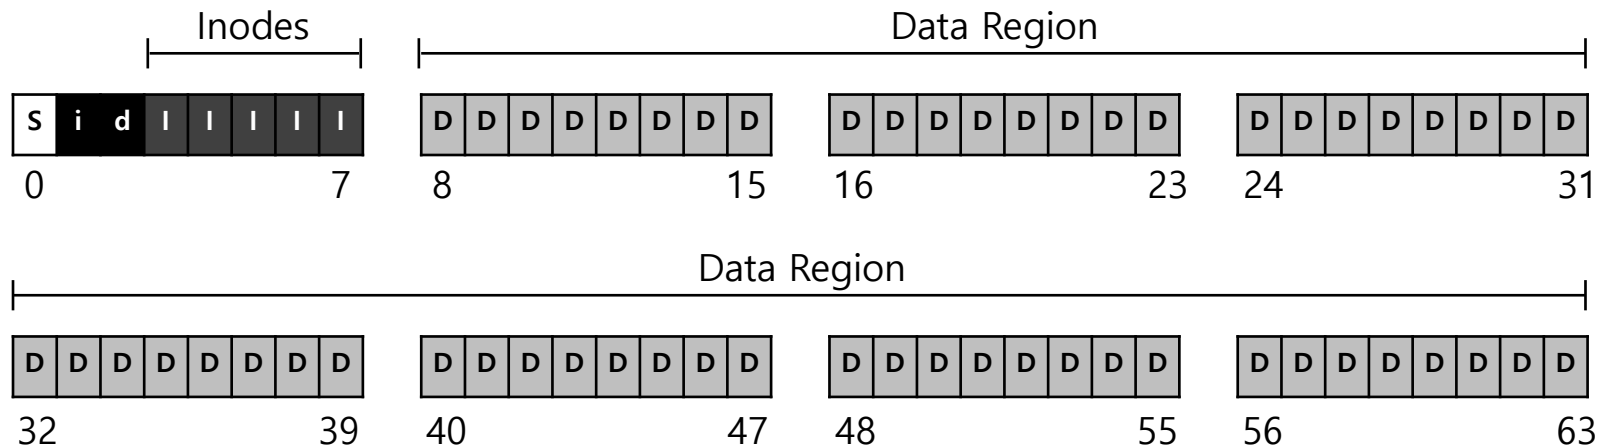 Inodes Data Region
S i d I I I I I D D D D D D D D D D D D D D D D D D D D D D D D
0 7 8 15 16 23 24 31
Data Region
D D D D D D D D D D D D D D D D D D D D D D D D D D D D D D D D
32 39 40 47 48 55 56 63